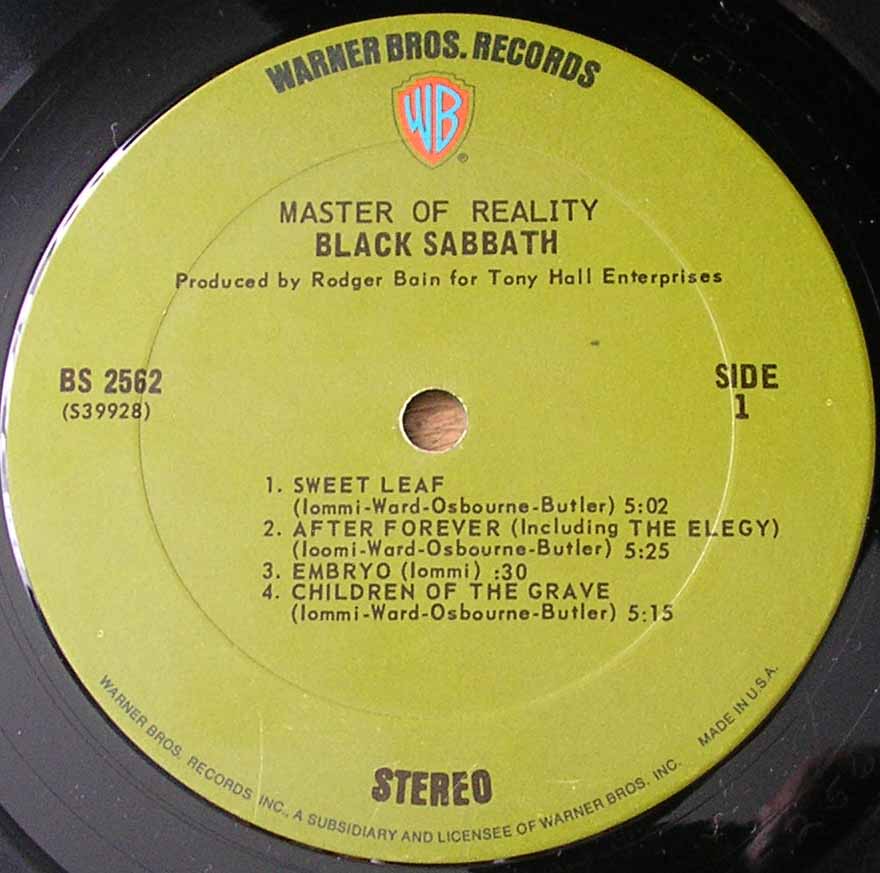 WARNER BROS. RECORDS
WB
®
MASTER OF REALITY
BLACK SABBATH
Produced by Rodger Bain for Tony Hall Enterprises
BS 2562
(S39928)
SIDE
1
1. SWEET LEAF
(Iommi-Ward-Osbourne-Butler) 5:02
2. AFTER FOREVER (Including THE ELEGY)
(Ioomi-Ward-Osbourne-Butler) 5:25
3. EMBRYO (Iommi) :30
4. CHILDREN OF THE GRAVE
(Iommi-Ward-Osbourne-Butler) 5:15
STEREO
WARNER BROS. RECORDS INC., A SUBSIDIARY AND LICENSEE OF WARNER BROS. INC. MADE IN U.S.A.